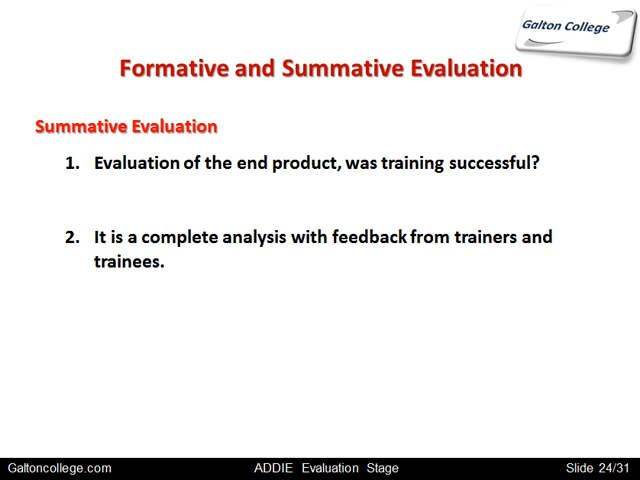 Galton College
Formative and Summative Evaluation
Summative Evaluation
1. Evaluation of the end product, was training successful?
2. It is a complete analysis with feedback from trainers and
trainees.
Galtoncollege.com ADDIE Evaluation Stage Slide 24/31